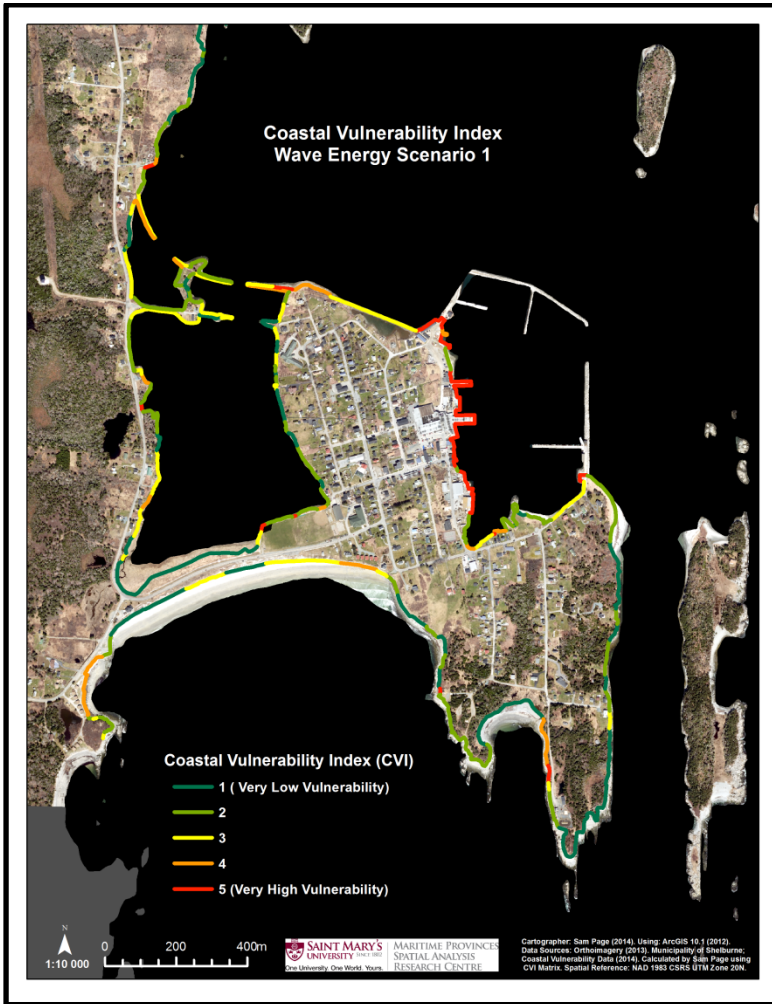 Coastal Vulnerability Index
Wave Energy Scenario 1
Coastal Vulnerability Index (CVI)
1 ( Very Low Vulnerability)
2
3
4
5 (Very High Vulnerability)
N
1:10 000
0 200 400m
SAINT MARY'S
UNIVERSITY SINCE 1802
One University. One World. Yours.
MARITIME PROVINCES
SPATIAL ANALYSIS
RESEARCH CENTRE
Cartographer: Sam Page (2014). Using: ArcGIS 10.1 (2012).
Data Sources: Orthoimagery (2013). Municipality of Shelburne;
Coastal Vulnerability Data (2014). Calculated by Sam Page using
CVI Matrix. Spatial Reference: NAD 1983 CSRS UTM Zone 20N.